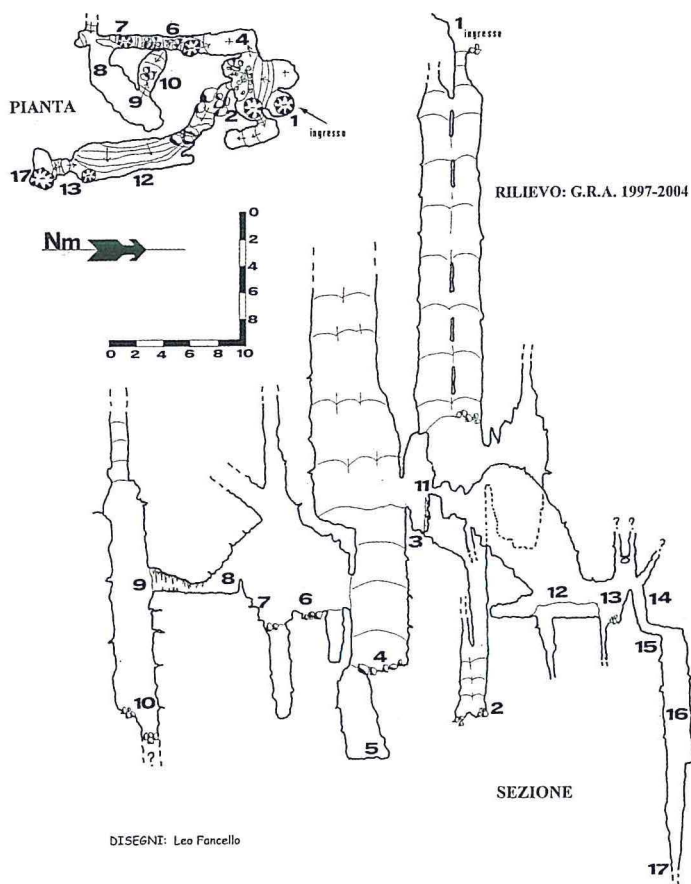 7 6 4
8 10
9
PIANTA
2 1
ingresso
17 13 12
Nm
0
2
4
6
8
0 2 4 6 8 10
1
ingresso
RILIEVO: G.R.A. 1997-2004
11
3
? ?
?
9 8 7 6
12 13 14
15
4
10
2
16
5
?
SEZIONE
17
DISEGNI: Leo Fancello